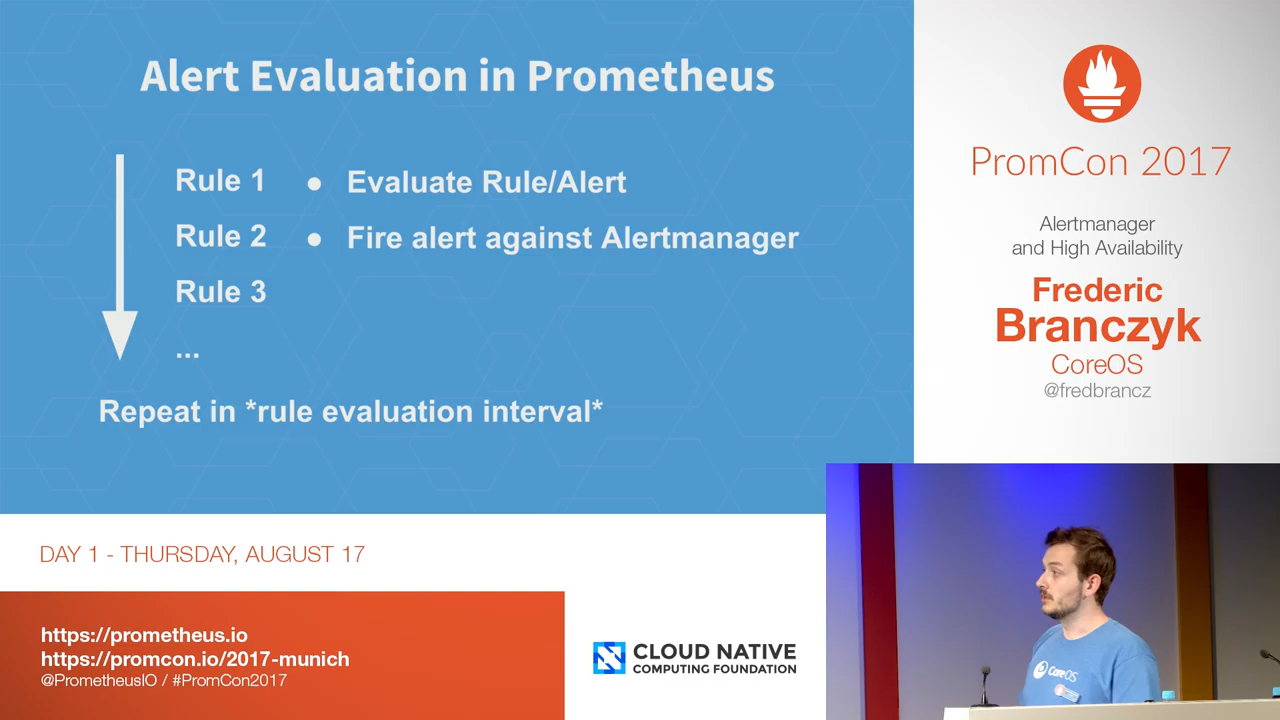 Alert Evaluation in Prometheus
Rule 1 • Evaluate Rule/Alert
Rule 2 • Fire alert against Alertmanager
Rule 3
...
Repeat in *rule evaluation interval*
PromCon 2017
Alertmanager
and High Availability
Frederic
Branczyk
CoreOS
@fredbrancz
DAY 1 - THURSDAY, AUGUST 17
https://prometheus.io
https://promcon.io/2017-munich
@PrometheusIO / #PromCon2017
CLOUD NATIVE
COMPUTING FOUNDATION
CoreOS